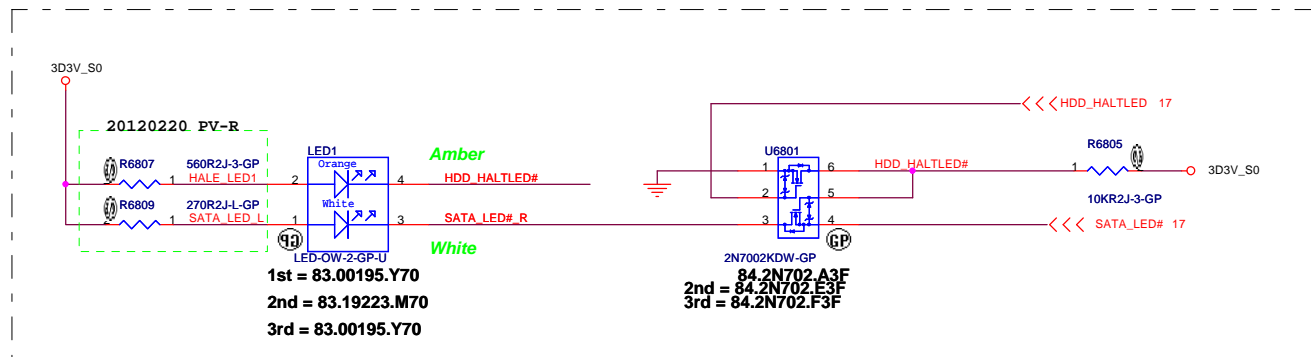 3D3V_S0
20120220 PV-R
R6807
560R2J-3-GP
2
1
HALE_LED1
R6809
270R2J-L-GP
2
1
SATA_LED_L
LED1
Orange
White
2
4
1
3
LED-OW-2-GP-U
Amber
HDD_HALTLED#
SATA_LED#_R
White
GP
1st = 83.00195.Y70
2nd = 83.19223.M70
3rd = 83.00195.Y70
HDD_HALTLED 17
U6801
1
6
2
5
3
4
HDD_HALTLED#
1
R6805
3D3V_S0
10KR2J-3-GP
SATA_LED# 17
GP
2N7002KDW-GP
84.2N702.A3F
2nd = 84.2N702.E3F
3rd = 84.2N702.F3F